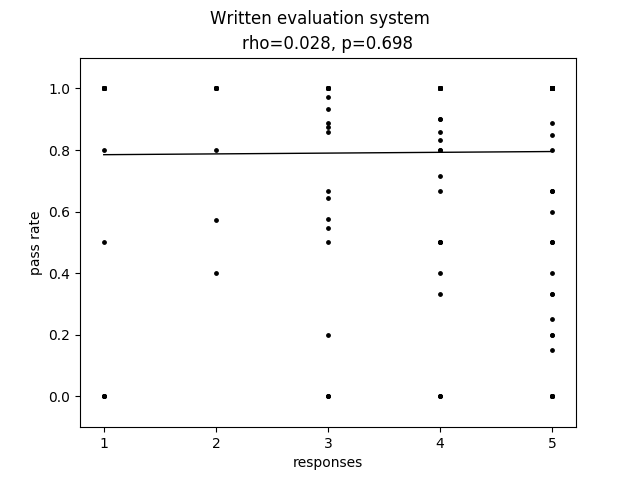 Written evaluation system
rho=0.028, p=0.698
1.0
0.8
0.6
0.4
0.2
0.0
pass rate
1 2 3 4 5
responses